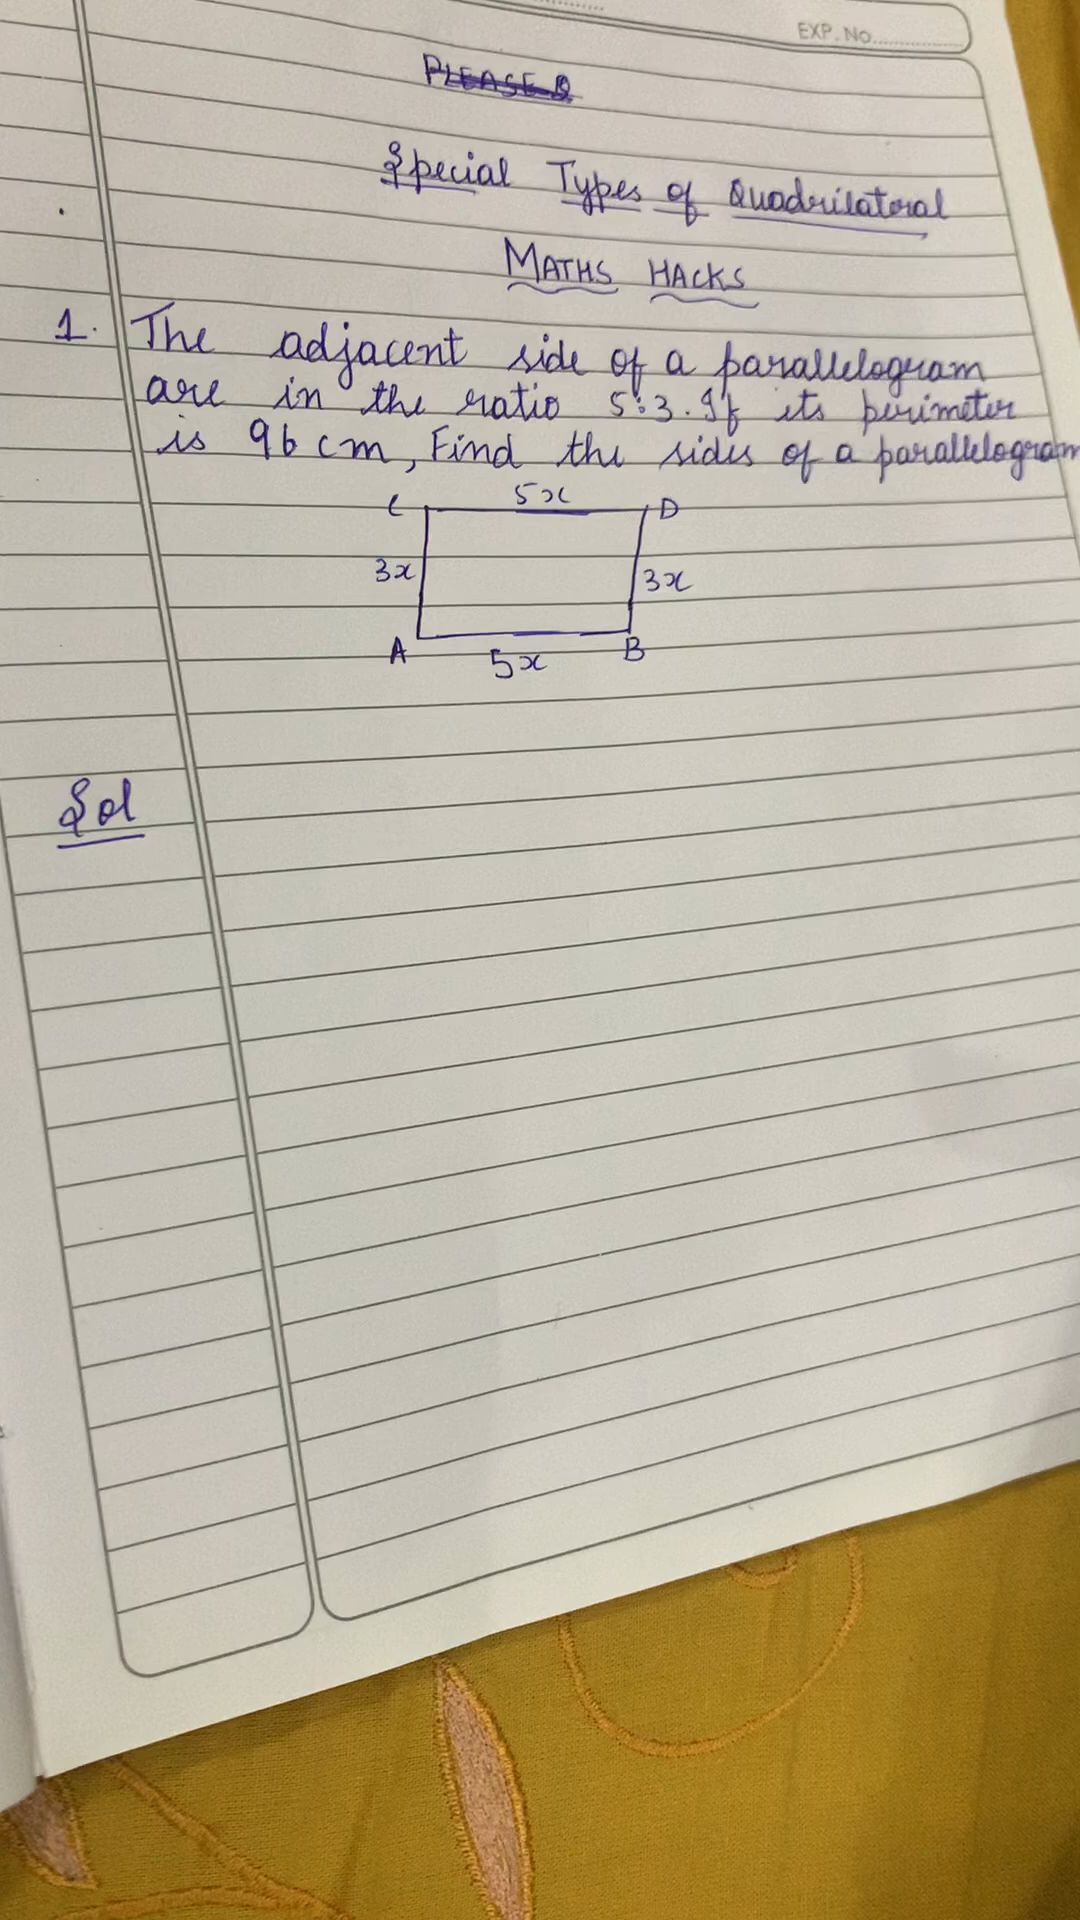 EXP. No..................
PLEASE Q
Special Types of Quadrilatoral
MATHS HACKS
1. The adjacent side of a parallelogram
are in the ratio 5:3. If its perimeter
is 96 cm, Find the sides of a parallelogram
C 5x D
3x 3x
A 5x B
Sol